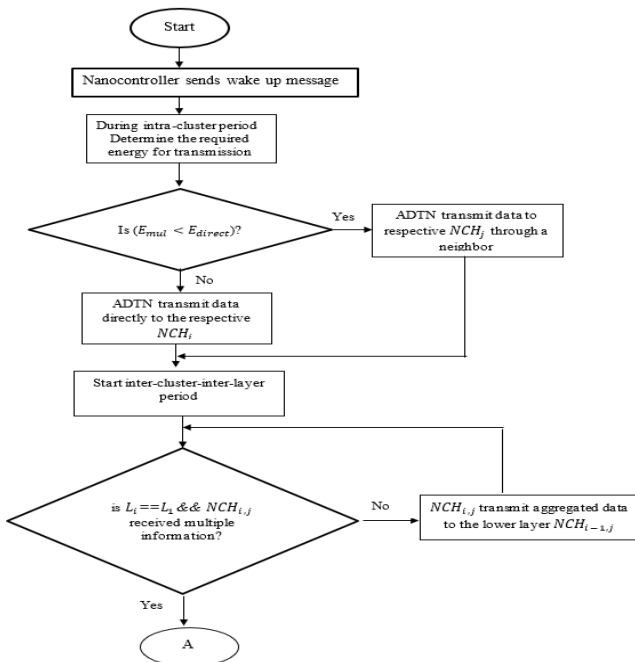 Start
Nanocontroller sends wake up message
During intra-cluster period
Determine the required
energy for transmission
Is (E_mul < E_direct)?
Yes
ADTN transmit data to
respective NCH_j through a
neighbor
No
ADTN transmit data
directly to the respective
NCH_i
Start inter-cluster-inter-layer
period
is L_i==L_1 && NCH_i,j
received multiple
information?
No
NCH_i,j transmit aggregated data
to the lower layer NCH_i−1,j
Yes
A